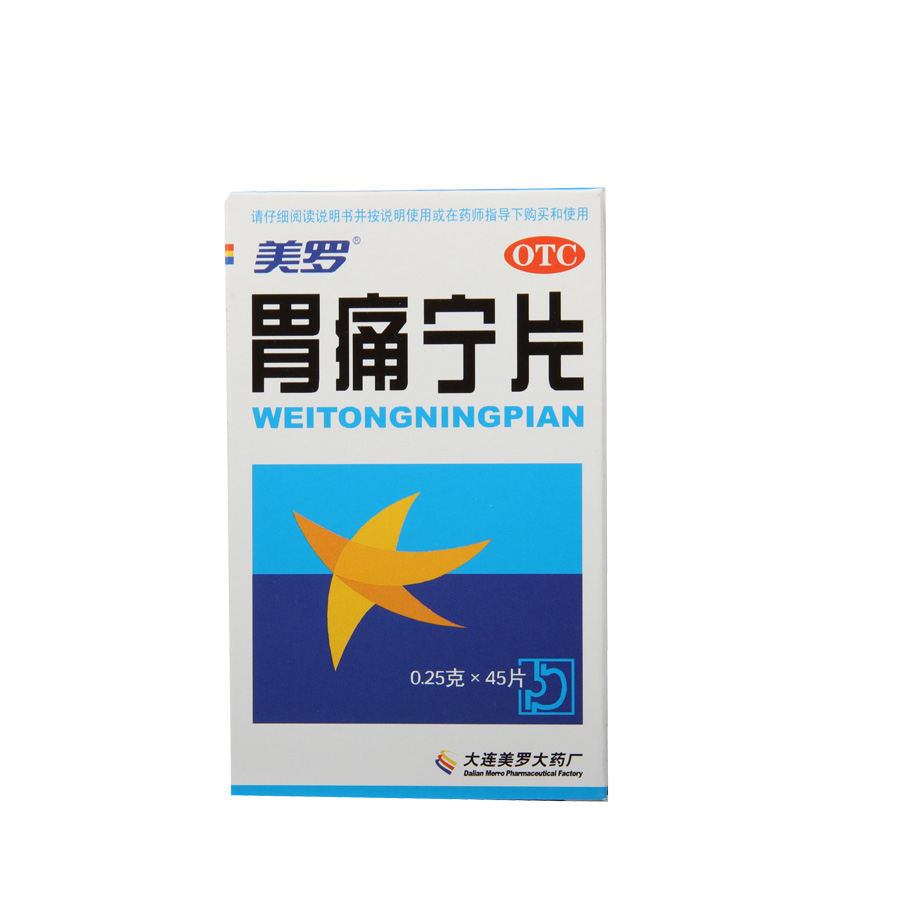 请仔细阅读说明书并按说明使用或在药师指导下购买和使用
美罗®
OTC
胃痛宁片
WEITONGNINGPIAN
0.25克×45片
大连美罗大药厂
Dalian Merro Pharmaceutical Factory